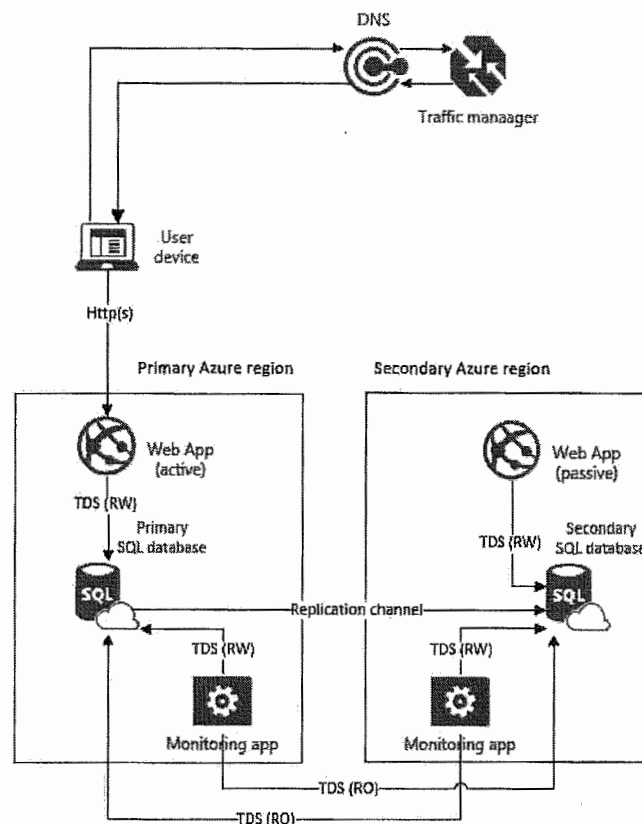 DNS
Traffic manaager
User
device
Http(s)
Primary Azure region
Secondary Azure region
Web App
(active)
Web App
(passive)
TDS (RW)
Primary
SQL database
TDS (RW)
Secondary
SQL database
SQL
SQL
Replication channel
TDS (RW)
TDS (RW)
Monitoring app
Monitoring app
TDS (RO)
TDS (RO)